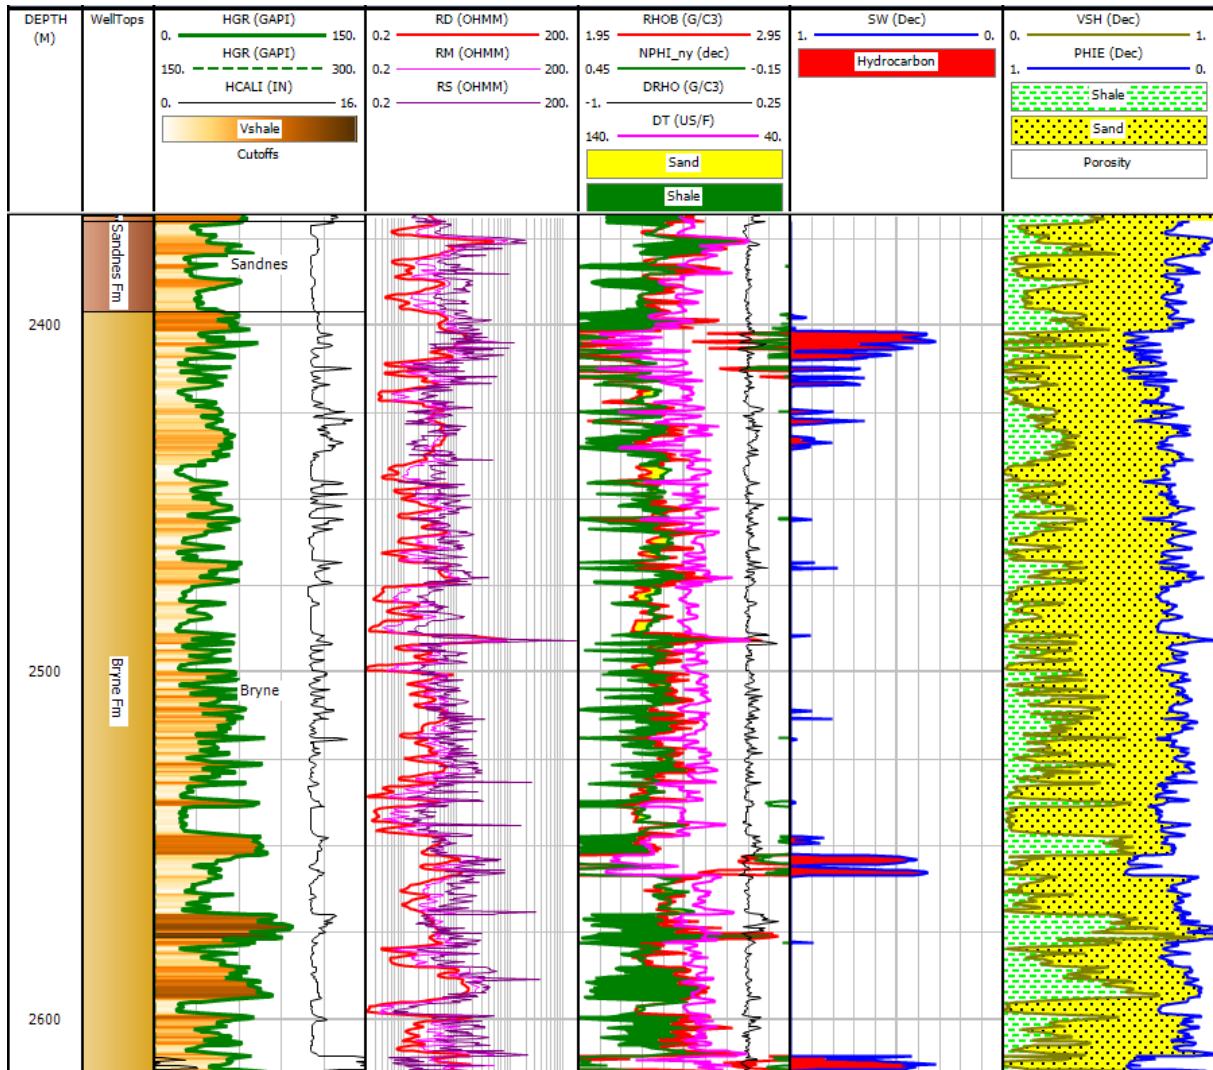 DEPTH (M)
WellTops
HGR (GAPI)
0. 150.
HGR (GAPI)
150. 300.
HCALI (IN)
0. 16.
Vshale
Cutoffs
RD (OHMM)
0.2 200.
RM (OHMM)
0.2 200.
RS (OHMM)
0.2 200.
RHOB (G/C3)
1.95 2.95
NPHI_ny (dec)
0.45 -0.15
DRHO (G/C3)
-1. 0.25
DT (US/F)
140. 40.
Sand
Shale
SW (Dec)
1. 0.
Hydrocarbon
VSH (Dec)
0. 1.
PHIE (Dec)
1. 0.
Shale
Sand
Porosity
Sandnes Fm
Sandnes
2400
2500
Bryne Fm
Bryne
2600